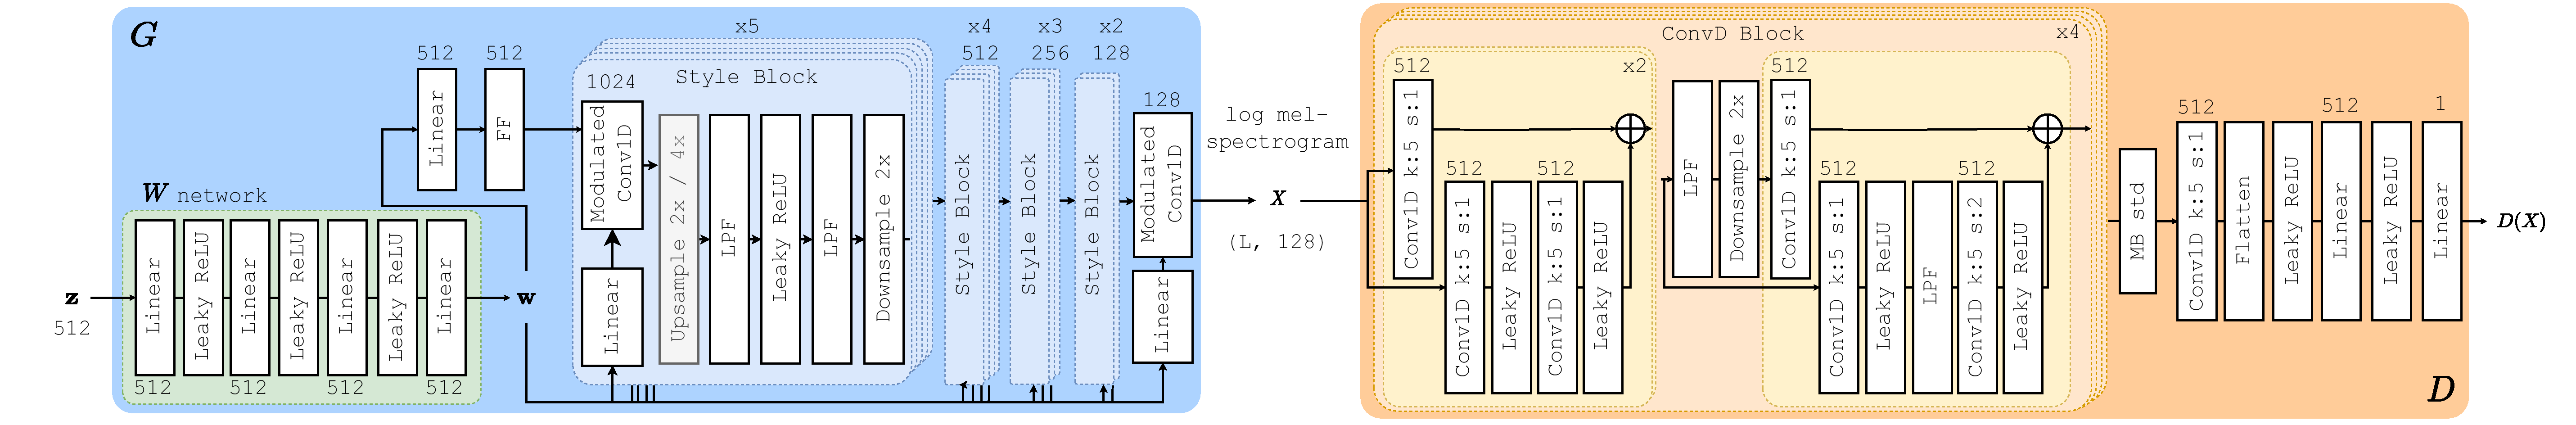 G
W network
z
512
Linear
Leaky ReLU
Linear
Leaky ReLU
Linear
Leaky ReLU
Linear
512
512
512
512
w
512
Linear
512
FF
x5
Style Block
1024
Modulated
Conv1D
Linear
Upsample 2x / 4x
LPF
Leaky ReLU
LPF
Downsample 2x
x4
512
Style Block
x3
256
Style Block
x2
128
Style Block
128
Modulated
Conv1D
Linear
log mel-
spectrogram
X
(L, 128)
ConvD Block
x4
x2
512
Conv1D k:5 s:1
512
Conv1D k:5 s:1
Leaky ReLU
512
Conv1D k:5 s:1
Leaky ReLU
LPF
Downsample 2x
512
Conv1D k:5 s:1
512
Conv1D k:5 s:1
Leaky ReLU
LPF
512
Conv1D k:5 s:2
Leaky ReLU
MB std
512
Conv1D k:5 s:1
Flatten
Leaky ReLU
512
Linear
Leaky ReLU
1
Linear
D(X)
D